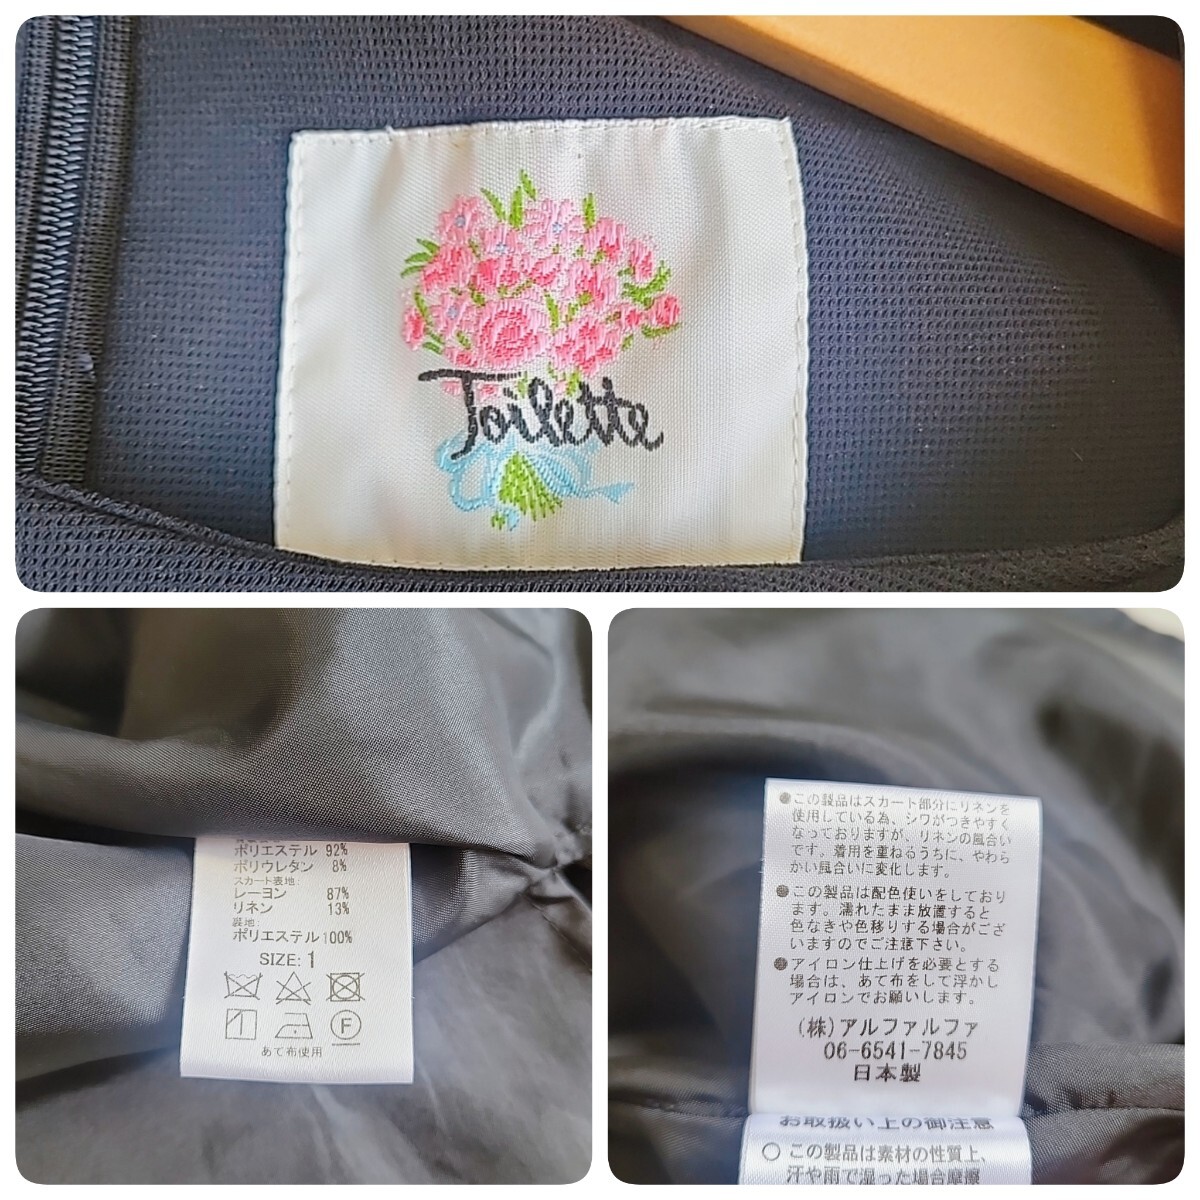 Toilette
ポリエステル 92%
ポリウレタン 8%
スカート表地:
レーヨン 87%
リネン 13%
裏地:
ポリエステル100%
SIZE: 1
F
あて布使用
●この製品はスカート部分にリネンを
使用している為、シワがつきやすく
なっておりますが、リネンの風合い
です。着用を重ねるうちに、やわら
かい風合いに変化します。
●この製品は配色使いをしており
ます。濡れたまま放置すると
色なきや色移りする場合がござ
いますのでご注意下さい。
●アイロン仕上げを必要とする
場合は、あて布をして浮かし
アイロンでお願いします。
(株)アルファルファ
06-6541-7845
日本製
お取扱い上の御注意
○この製品は素材の性質上、
汗や雨で湿った場合摩擦